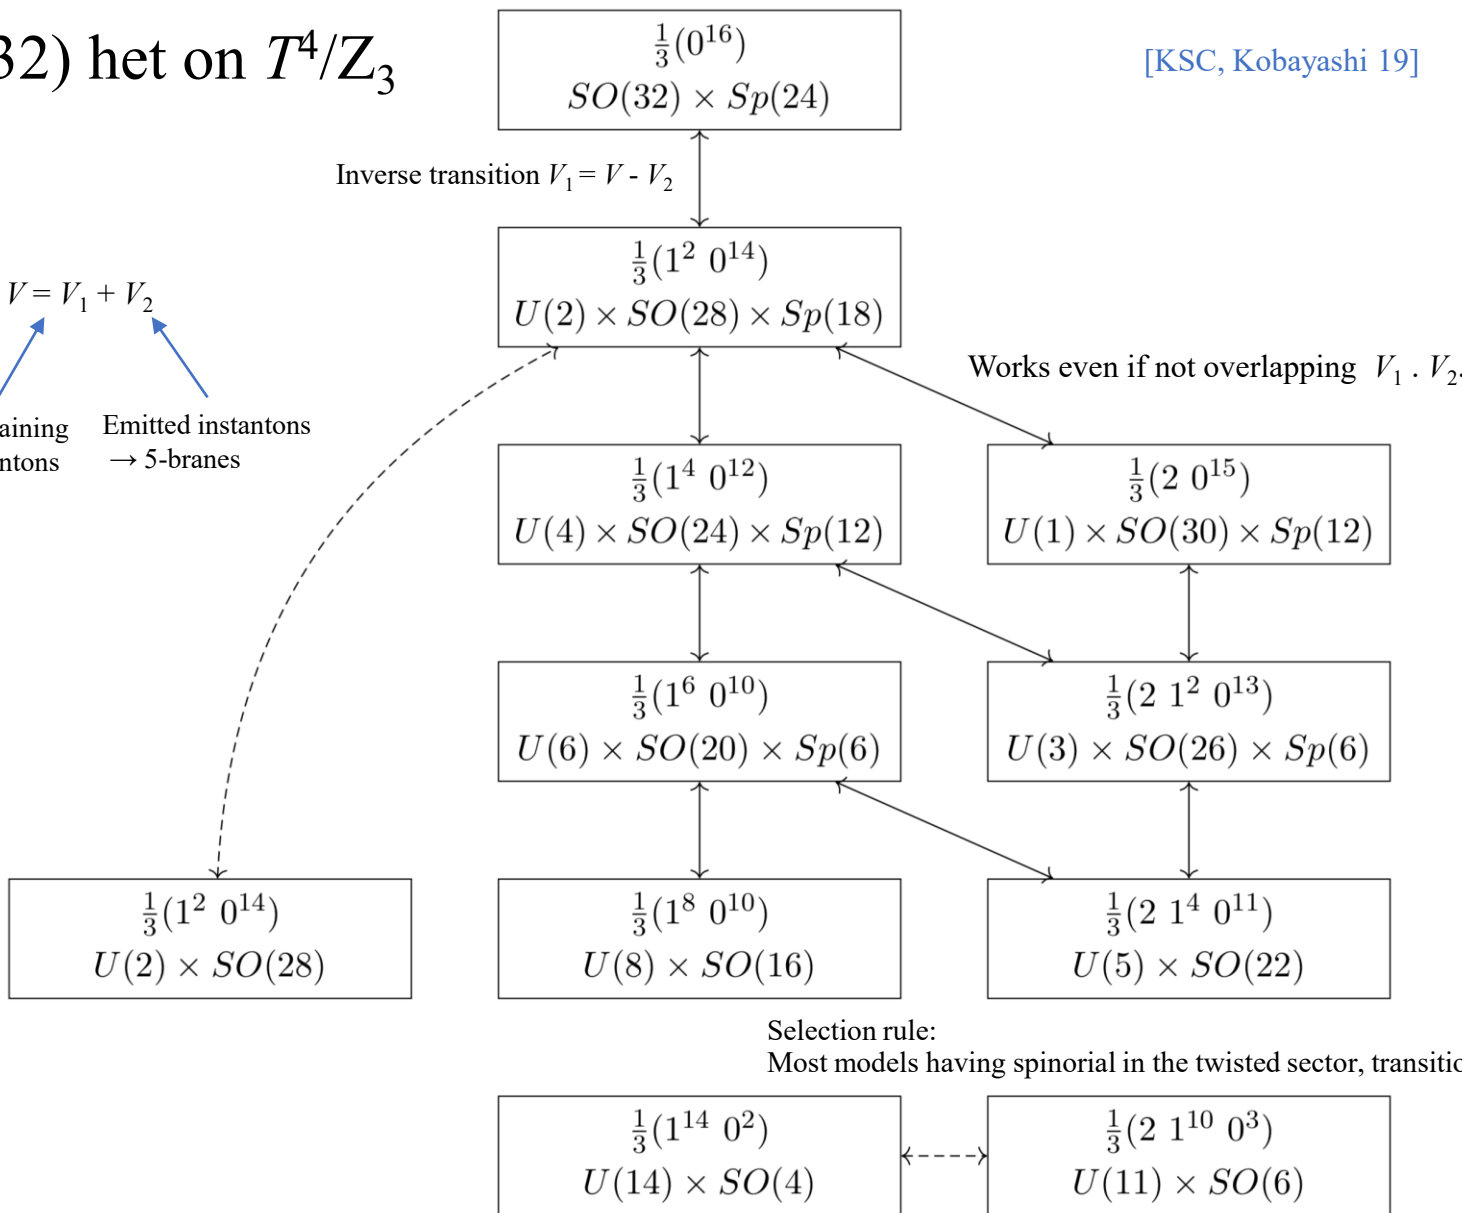 32) het on T⁴/Z₃
[KSC, Kobayashi 19]
1/3(0¹⁶)
SO(32) × Sp(24)
Inverse transition V₁ = V - V₂
1/3(1² 0¹⁴)
U(2) × SO(28) × Sp(18)
V = V₁ + V₂
Works even if not overlapping V₁ . V₂.
Emitted instantons
→ 5-branes
1/3(1⁴ 0¹²)
U(4) × SO(24) × Sp(12)
1/3(2 0¹⁵)
U(1) × SO(30) × Sp(12)
1/3(1⁶ 0¹⁰)
U(6) × SO(20) × Sp(6)
1/3(2 1² 0¹³)
U(3) × SO(26) × Sp(6)
1/3(1² 0¹⁴)
U(2) × SO(28)
1/3(1⁸ 0¹⁰)
U(8) × SO(16)
1/3(2 1⁴ 0¹¹)
U(5) × SO(22)
Selection rule:
Most models having spinorial in the twisted sector,
1/3(1¹⁴ 0²)
U(14) × SO(4)
1/3(2 1¹⁰ 0³)
U(11) × SO(6)